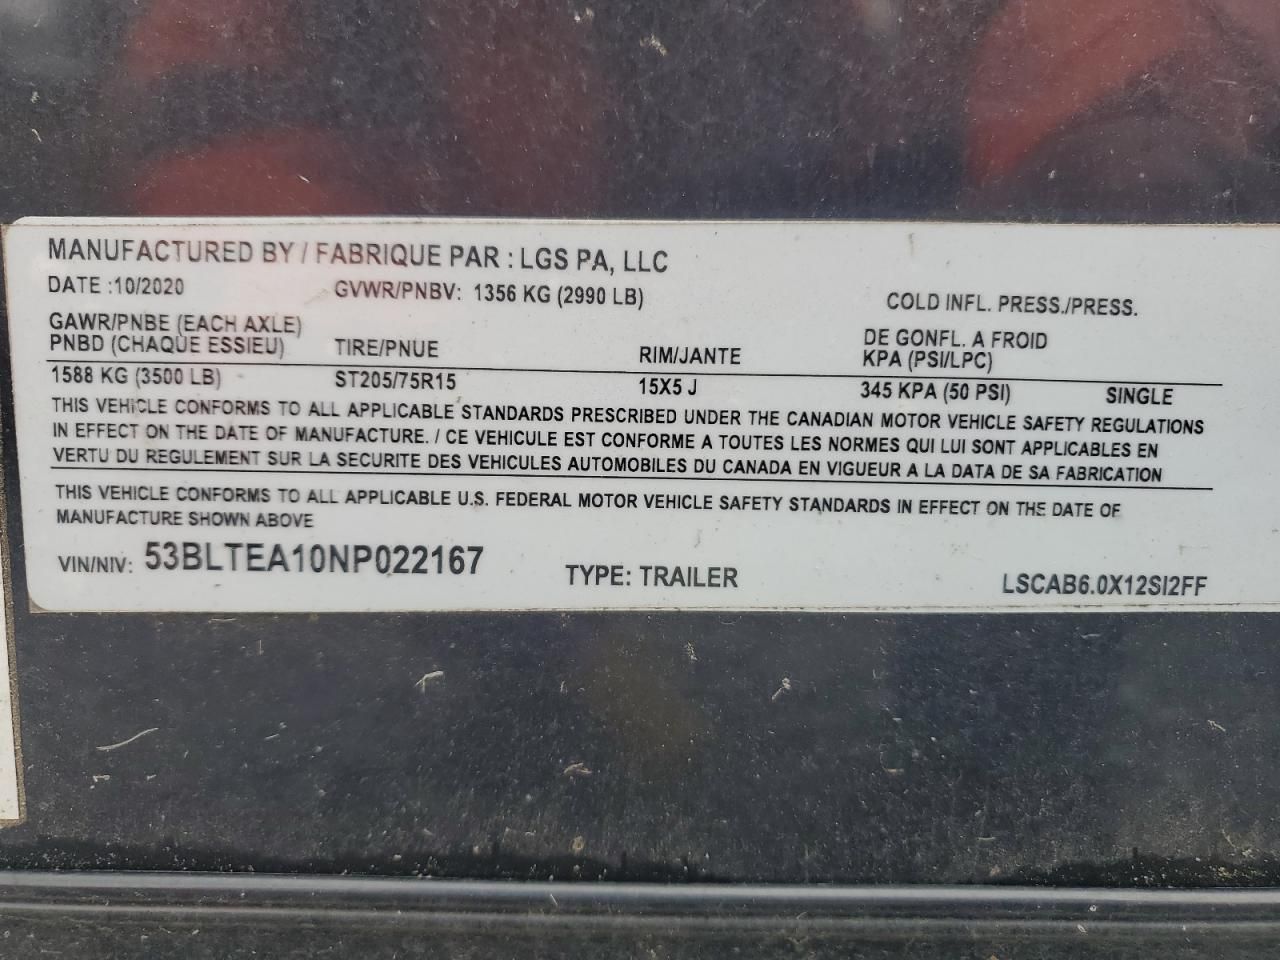 MANUFACTURED BY / FABRIQUE PAR : LGS PA, LLC
DATE :10/2020 GVWR/PNBV: 1356 KG (2990 LB)
COLD INFL. PRESS./PRESS.
GAWR/PNBE (EACH AXLE) DE GONFL. A FROID
PNBD (CHAQUE ESSIEU) TIRE/PNUE RIM/JANTE KPA (PSI/LPC)
1588 KG (3500 LB) ST205/75R15 15X5 J 345 KPA (50 PSI) SINGLE
THIS VEHICLE CONFORMS TO ALL APPLICABLE STANDARDS PRESCRIBED UNDER THE CANADIAN MOTOR VEHICLE SAFETY REGULATIONS
IN EFFECT ON THE DATE OF MANUFACTURE. / CE VEHICULE EST CONFORME A TOUTES LES NORMES QUI LUI SONT APPLICABLES EN
VERTU DU REGULEMENT SUR LA SECURITE DES VEHICULES AUTOMOBILES DU CANADA EN VIGUEUR A LA DATA DE SA FABRICATION
THIS VEHICLE CONFORMS TO ALL APPLICABLE U.S. FEDERAL MOTOR VEHICLE SAFETY STANDARDS IN EFFECT ON THE DATE OF
MANUFACTURE SHOWN ABOVE
VIN/NIV: 53BLTEA10NP022167 TYPE: TRAILER LSCAB6.0X12SI2FF